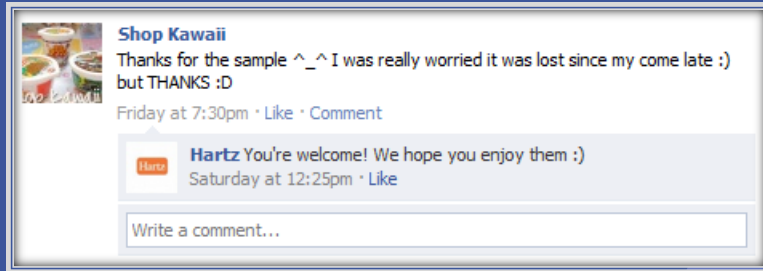 Shop Kawaii
Thanks for the sample ^_^ I was really worried it was lost since my come late :)
but THANKS :D
Friday at 7:30pm · Like · Comment
Hartz
Hartz You're welcome! We hope you enjoy them :)
Saturday at 12:25pm · Like
Write a comment...